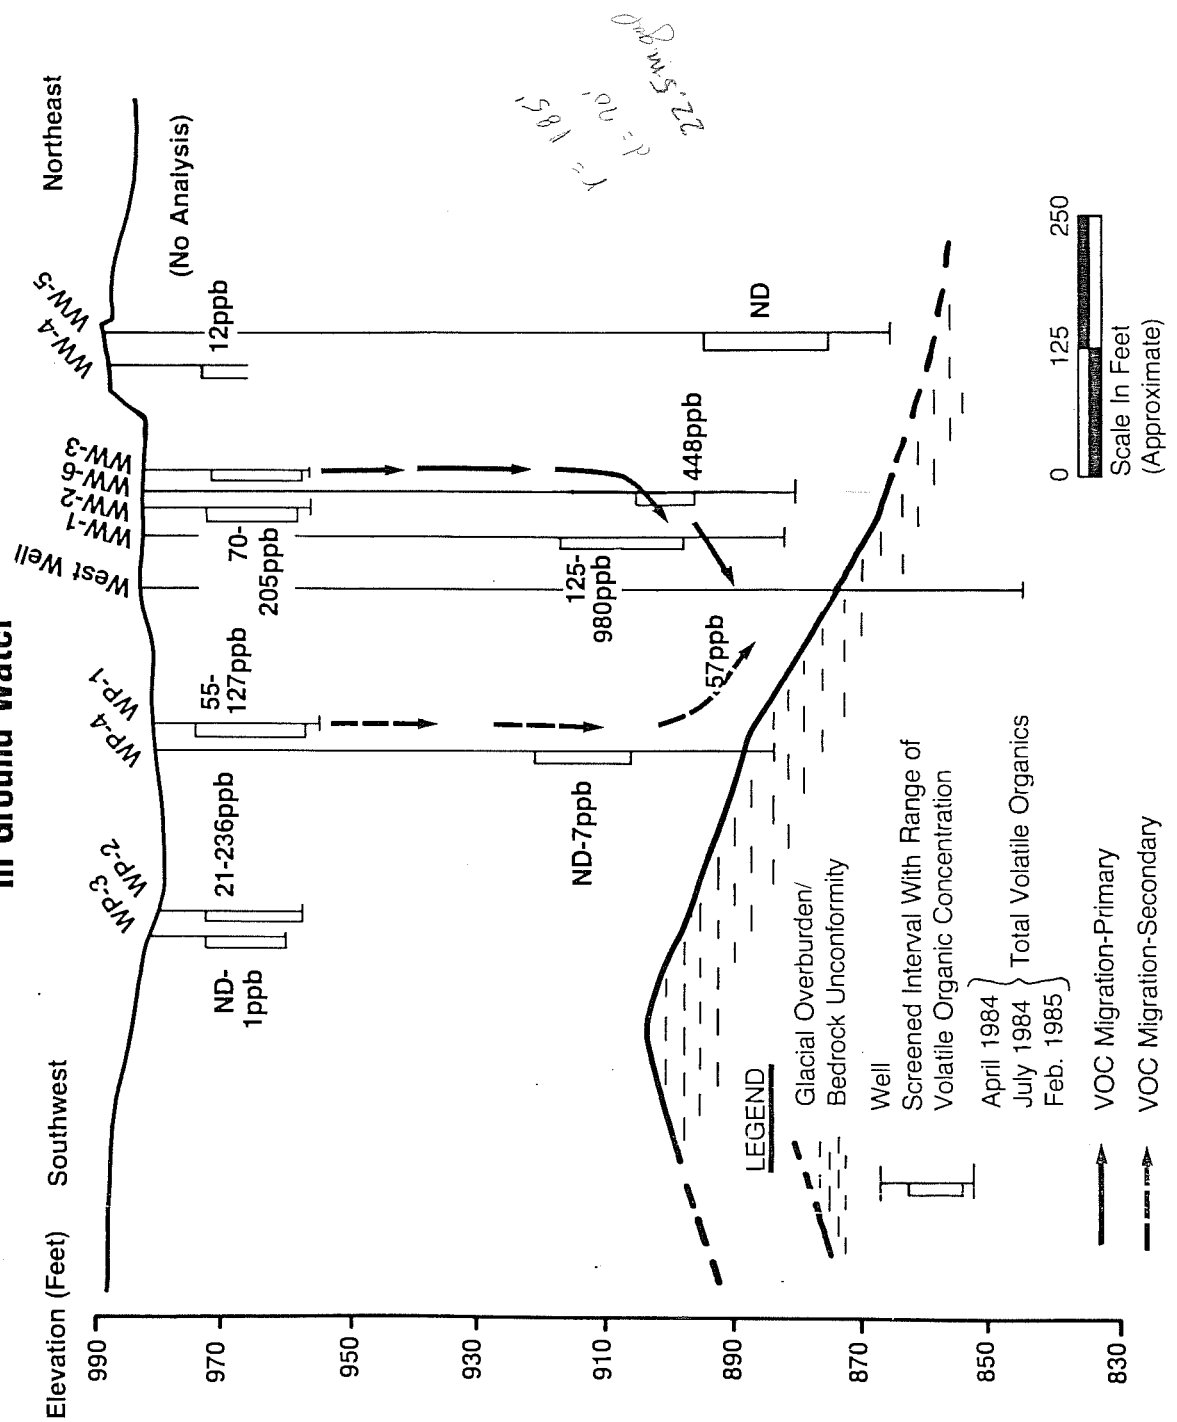 In Ground Water
Elevation (Feet)
Southwest
Northeast
WP-3
WP-2
WP-4
WP-1
West Well
WW-1
WW-2
WW-6
WW-3
WW-4
WW-5
(No Analysis)
990
970
950
930
910
890
870
850
830
ND-
1ppb
21-236ppb
55-
127ppb
70-
205ppb
12ppb
ND-7ppb
125-
980ppb
448ppb
57ppb
ND
r= 185'
22.5 m gup
LEGEND
Glacial Overburden/
Bedrock Unconformity
Well
Screened Interval With Range of
Volatile Organic Concentration
April 1984
July 1984
Feb. 1985
Total Volatile Organics
VOC Migration-Primary
VOC Migration-Secondary
0
125
250
Scale In Feet
(Approximate)